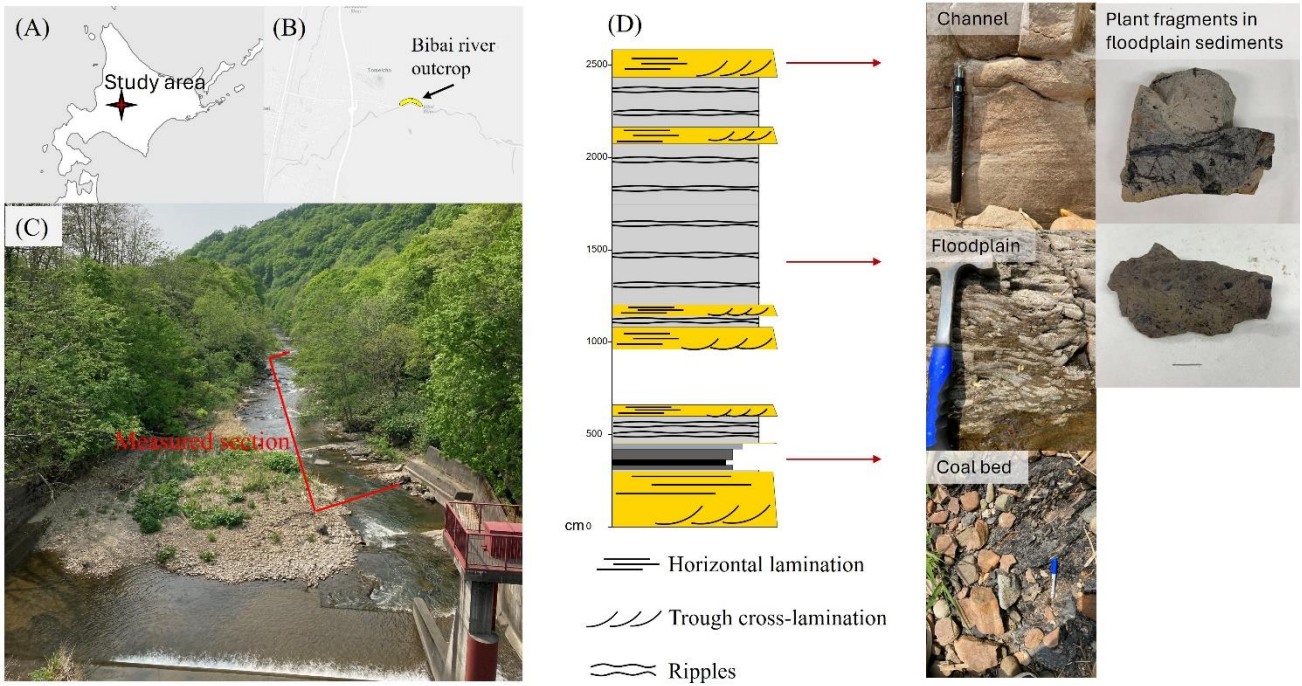 (A)
Study area
(B)
Bibai river
outcrop
(C)
Measured section
(D)
2500
2000
1500
1000
500
cm 0
Horizontal lamination
Trough cross-lamination
Ripples
Channel
Floodplain
Coal bed
Plant fragments in
floodplain sediments